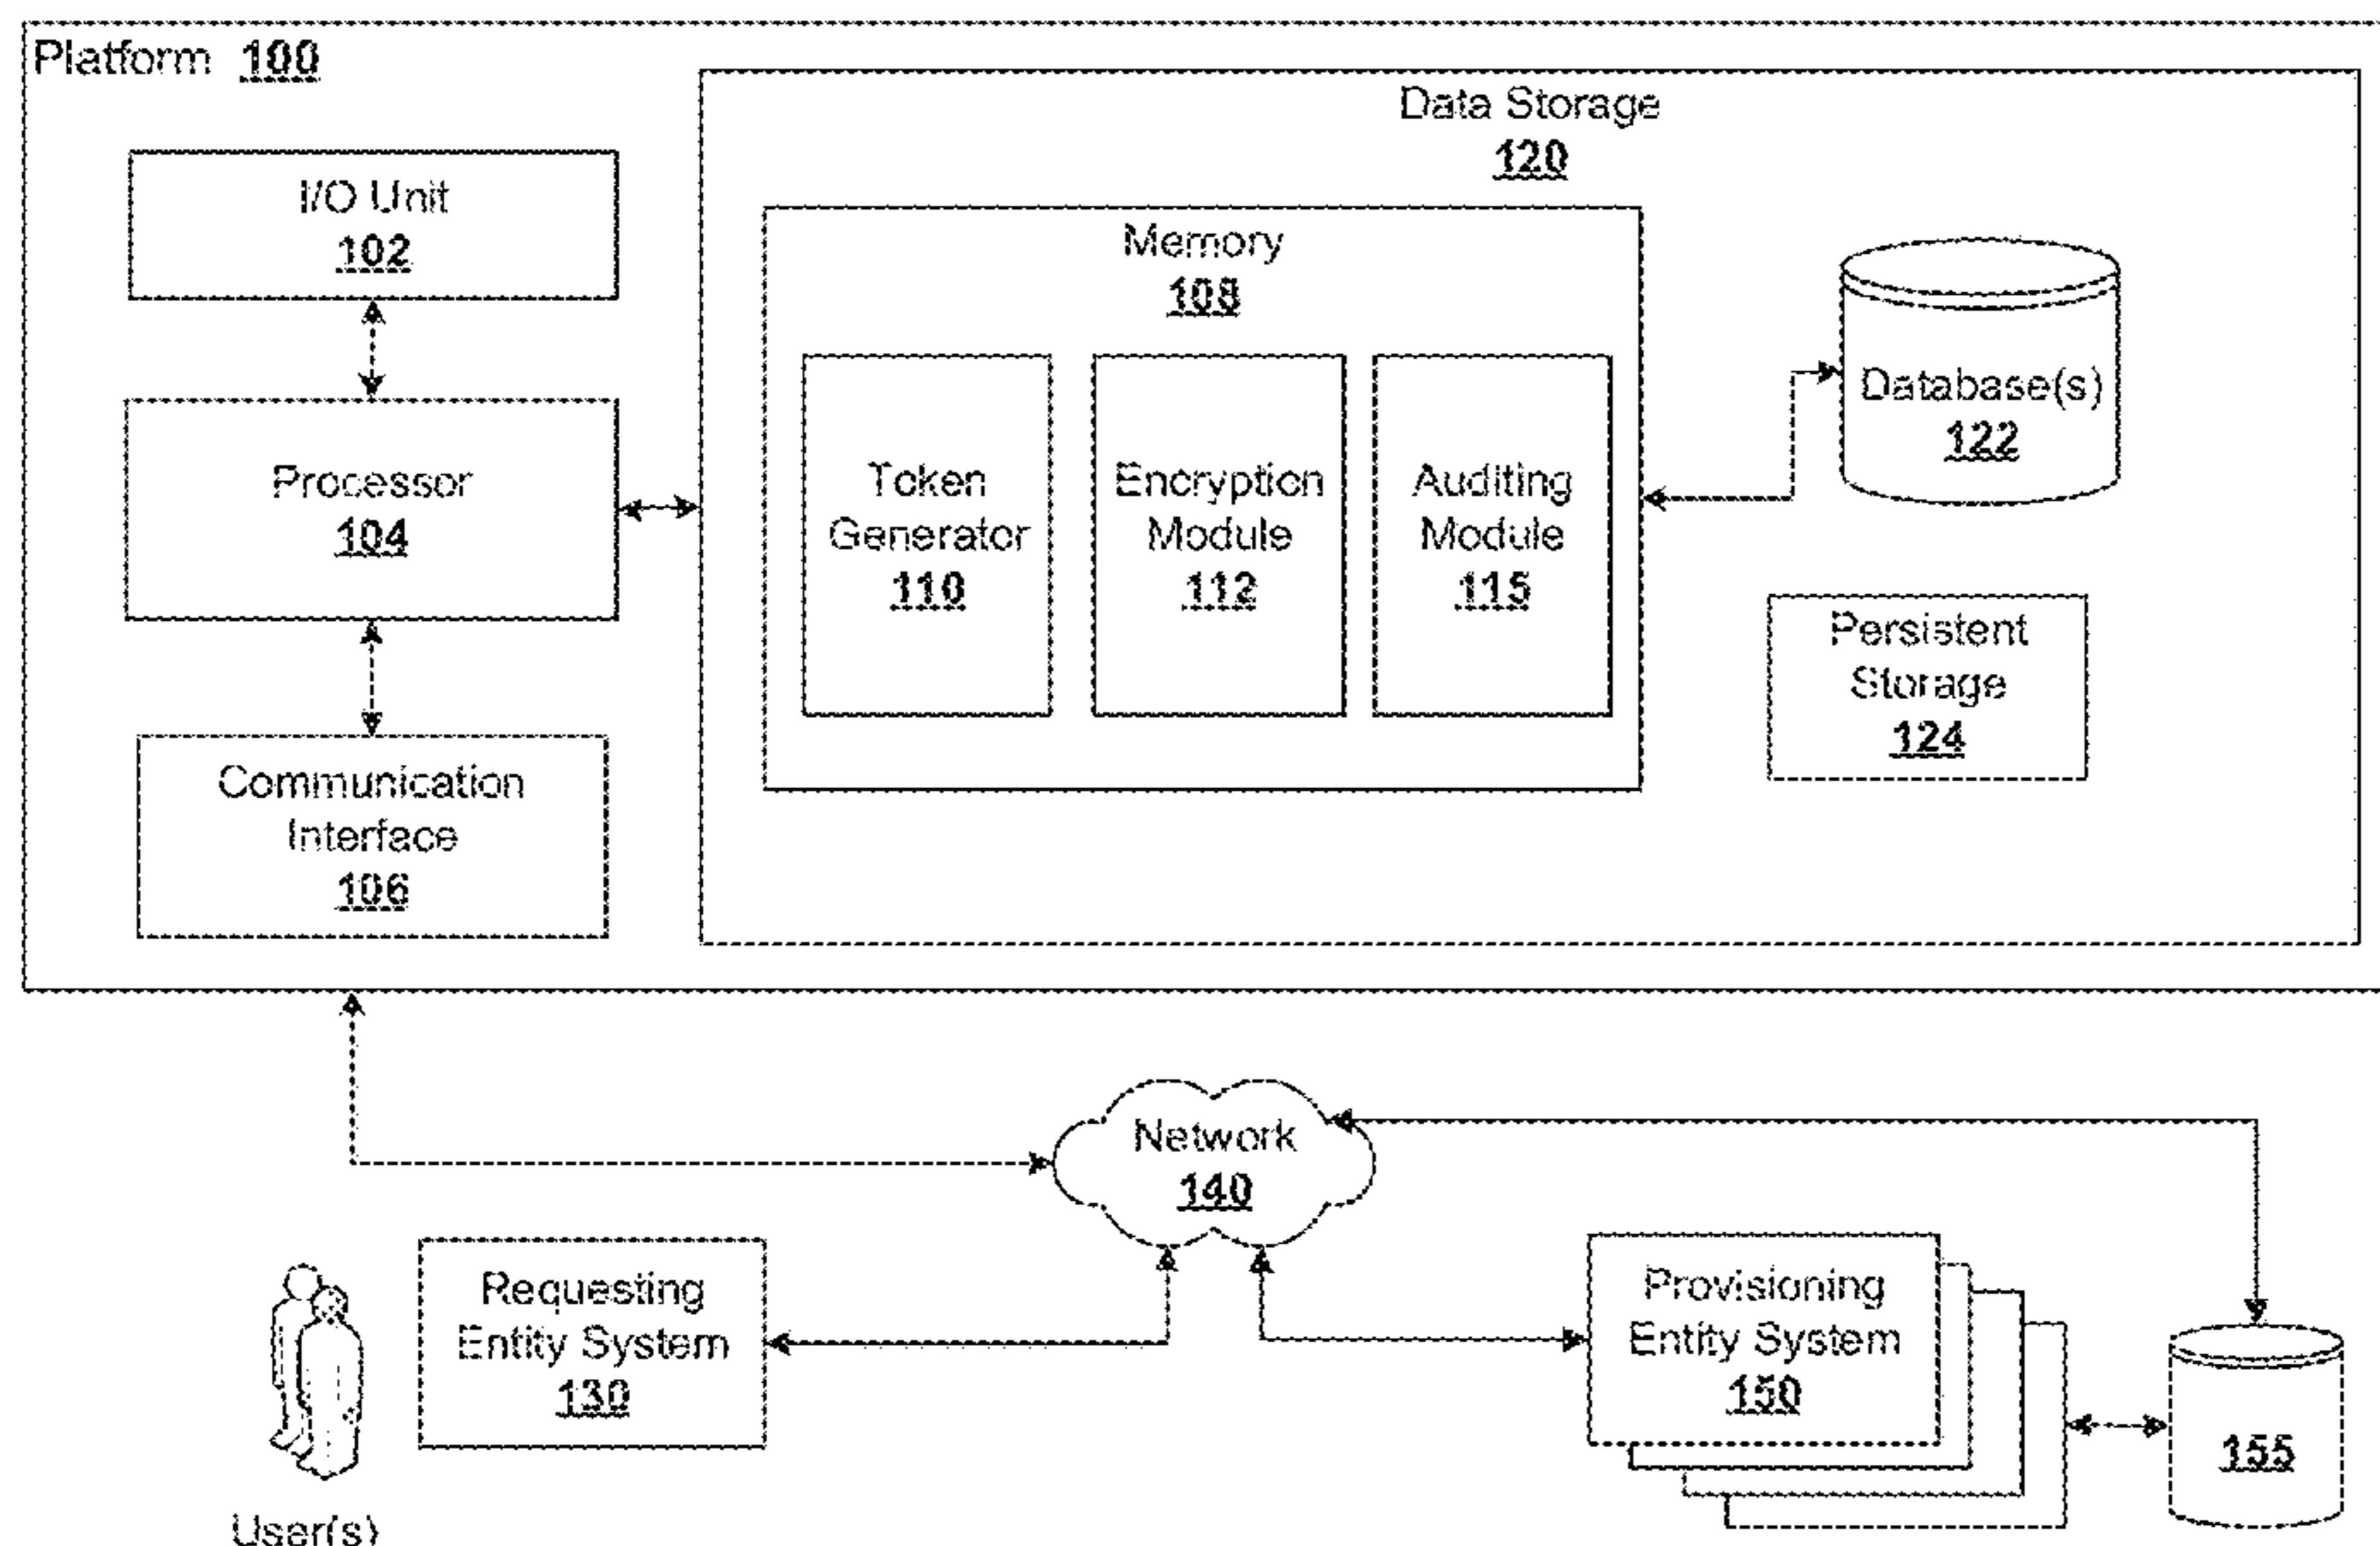 Platform 100
Data Storage
120
I/O Unit
102
Memory
108
Database(s)
122
Processor
104
Token
Generator
110
Encryption
Module
112
Auditing
Module
115
Persistent
Storage
124
Communication
Interface
106
Network
140
Requesting
Entity System
130
Provisioning
Entity System
150
155
User(s)